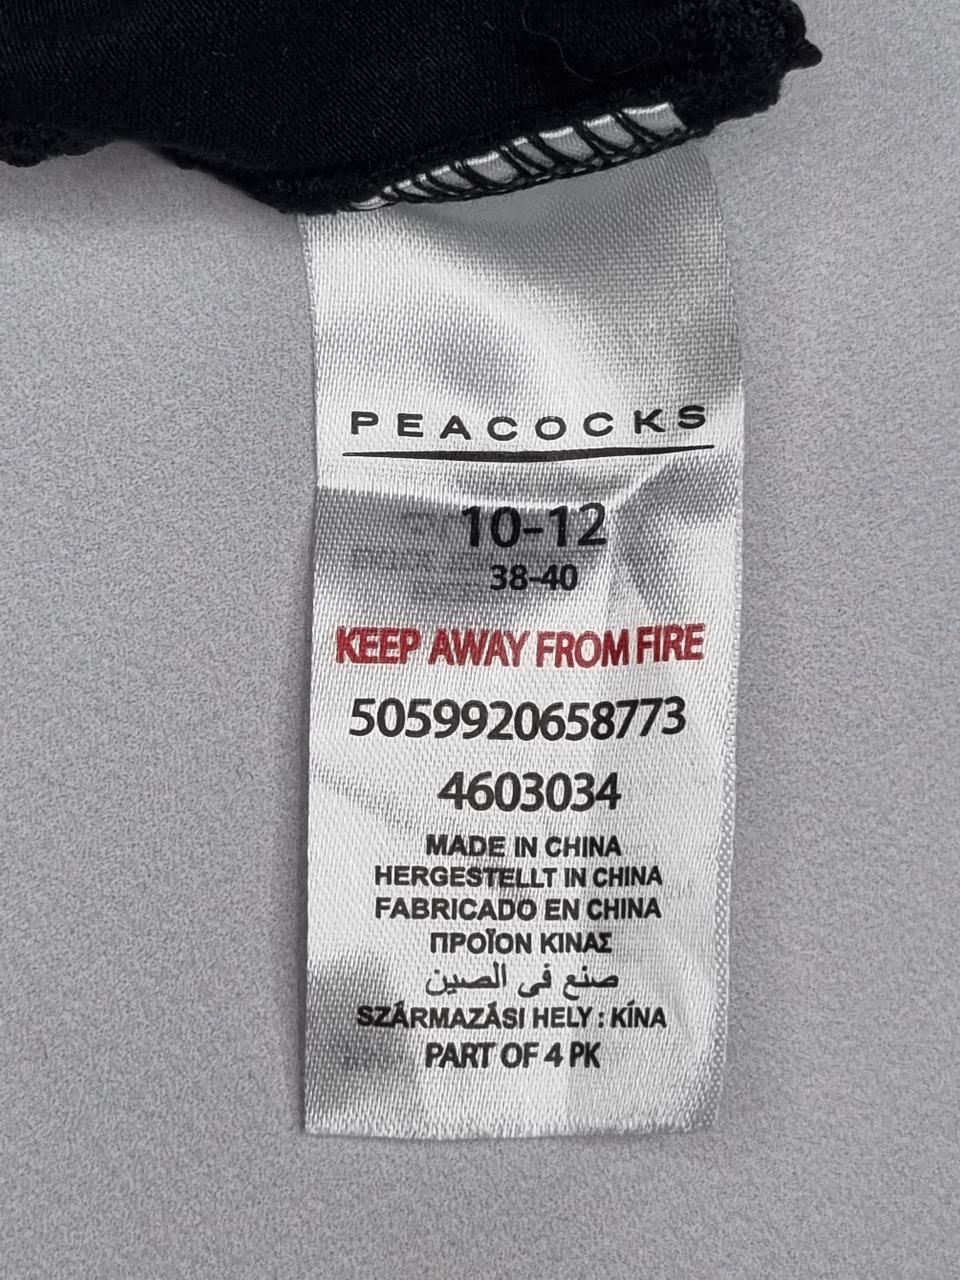 PEACOCKS
10-12
38-40
KEEP AWAY FROM FIRE
5059920658773
4603034
MADE IN CHINA
HERGESTELLT IN CHINA
FABRICADO EN CHINA
ΠΡΟΪΟΝ ΚΙΝΑΣ
صنع فى الصين
SZÁRMAZÁSI HELY : KÍNA
PART OF 4 PK